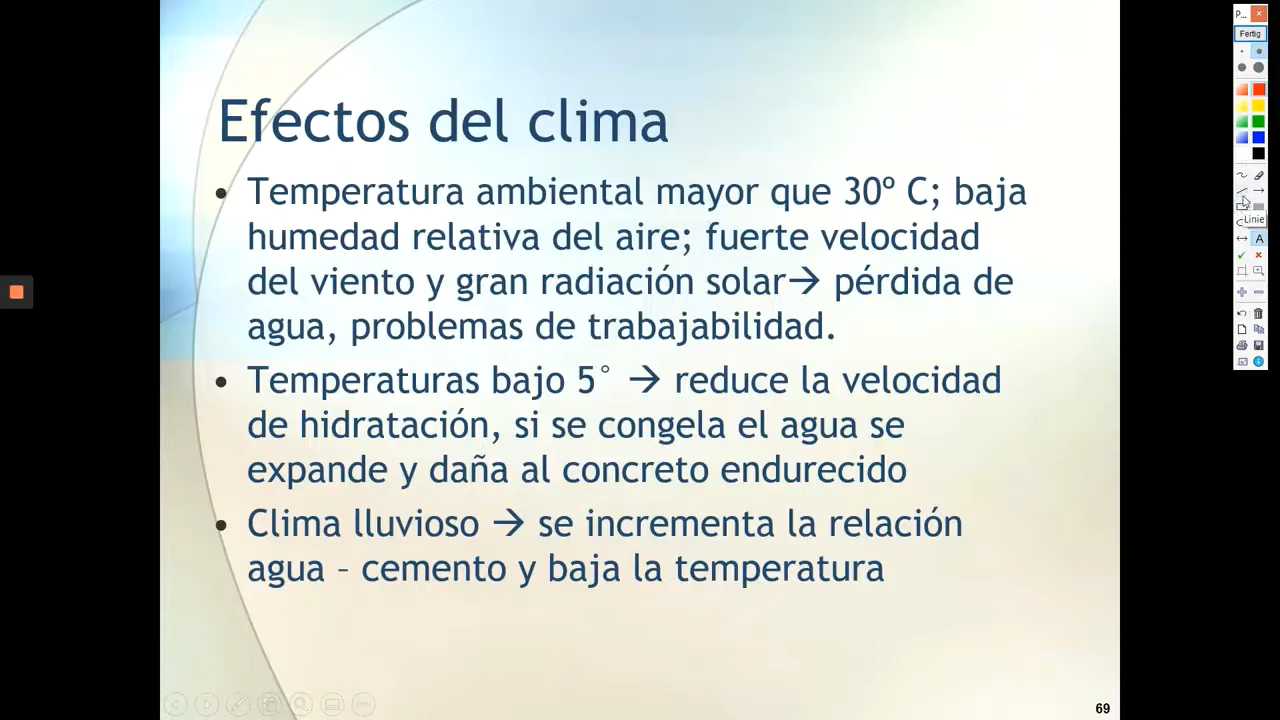 P...
Fertig
Efectos del clima
• Temperatura ambiental mayor que 30º C; baja
humedad relativa del aire; fuerte velocidad
del viento y gran radiación solar→ pérdida de
agua, problemas de trabajabilidad.
• Temperaturas bajo 5° → reduce la velocidad
de hidratación, si se congela el agua se
expande y daña al concreto endurecido
• Clima lluvioso → se incrementa la relación
agua – cemento y baja la temperatura
Linie
A
69